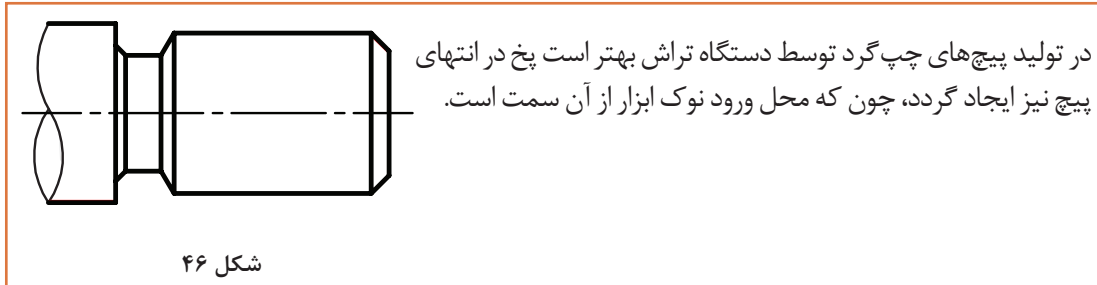 در تولید پیچ‌های چپ‌گرد توسط دستگاه تراش بهتر است پخ در انتهای
پیچ نیز ایجاد گردد، چون که محل ورود نوک ابزار از آن سمت است.
شکل ۴۶